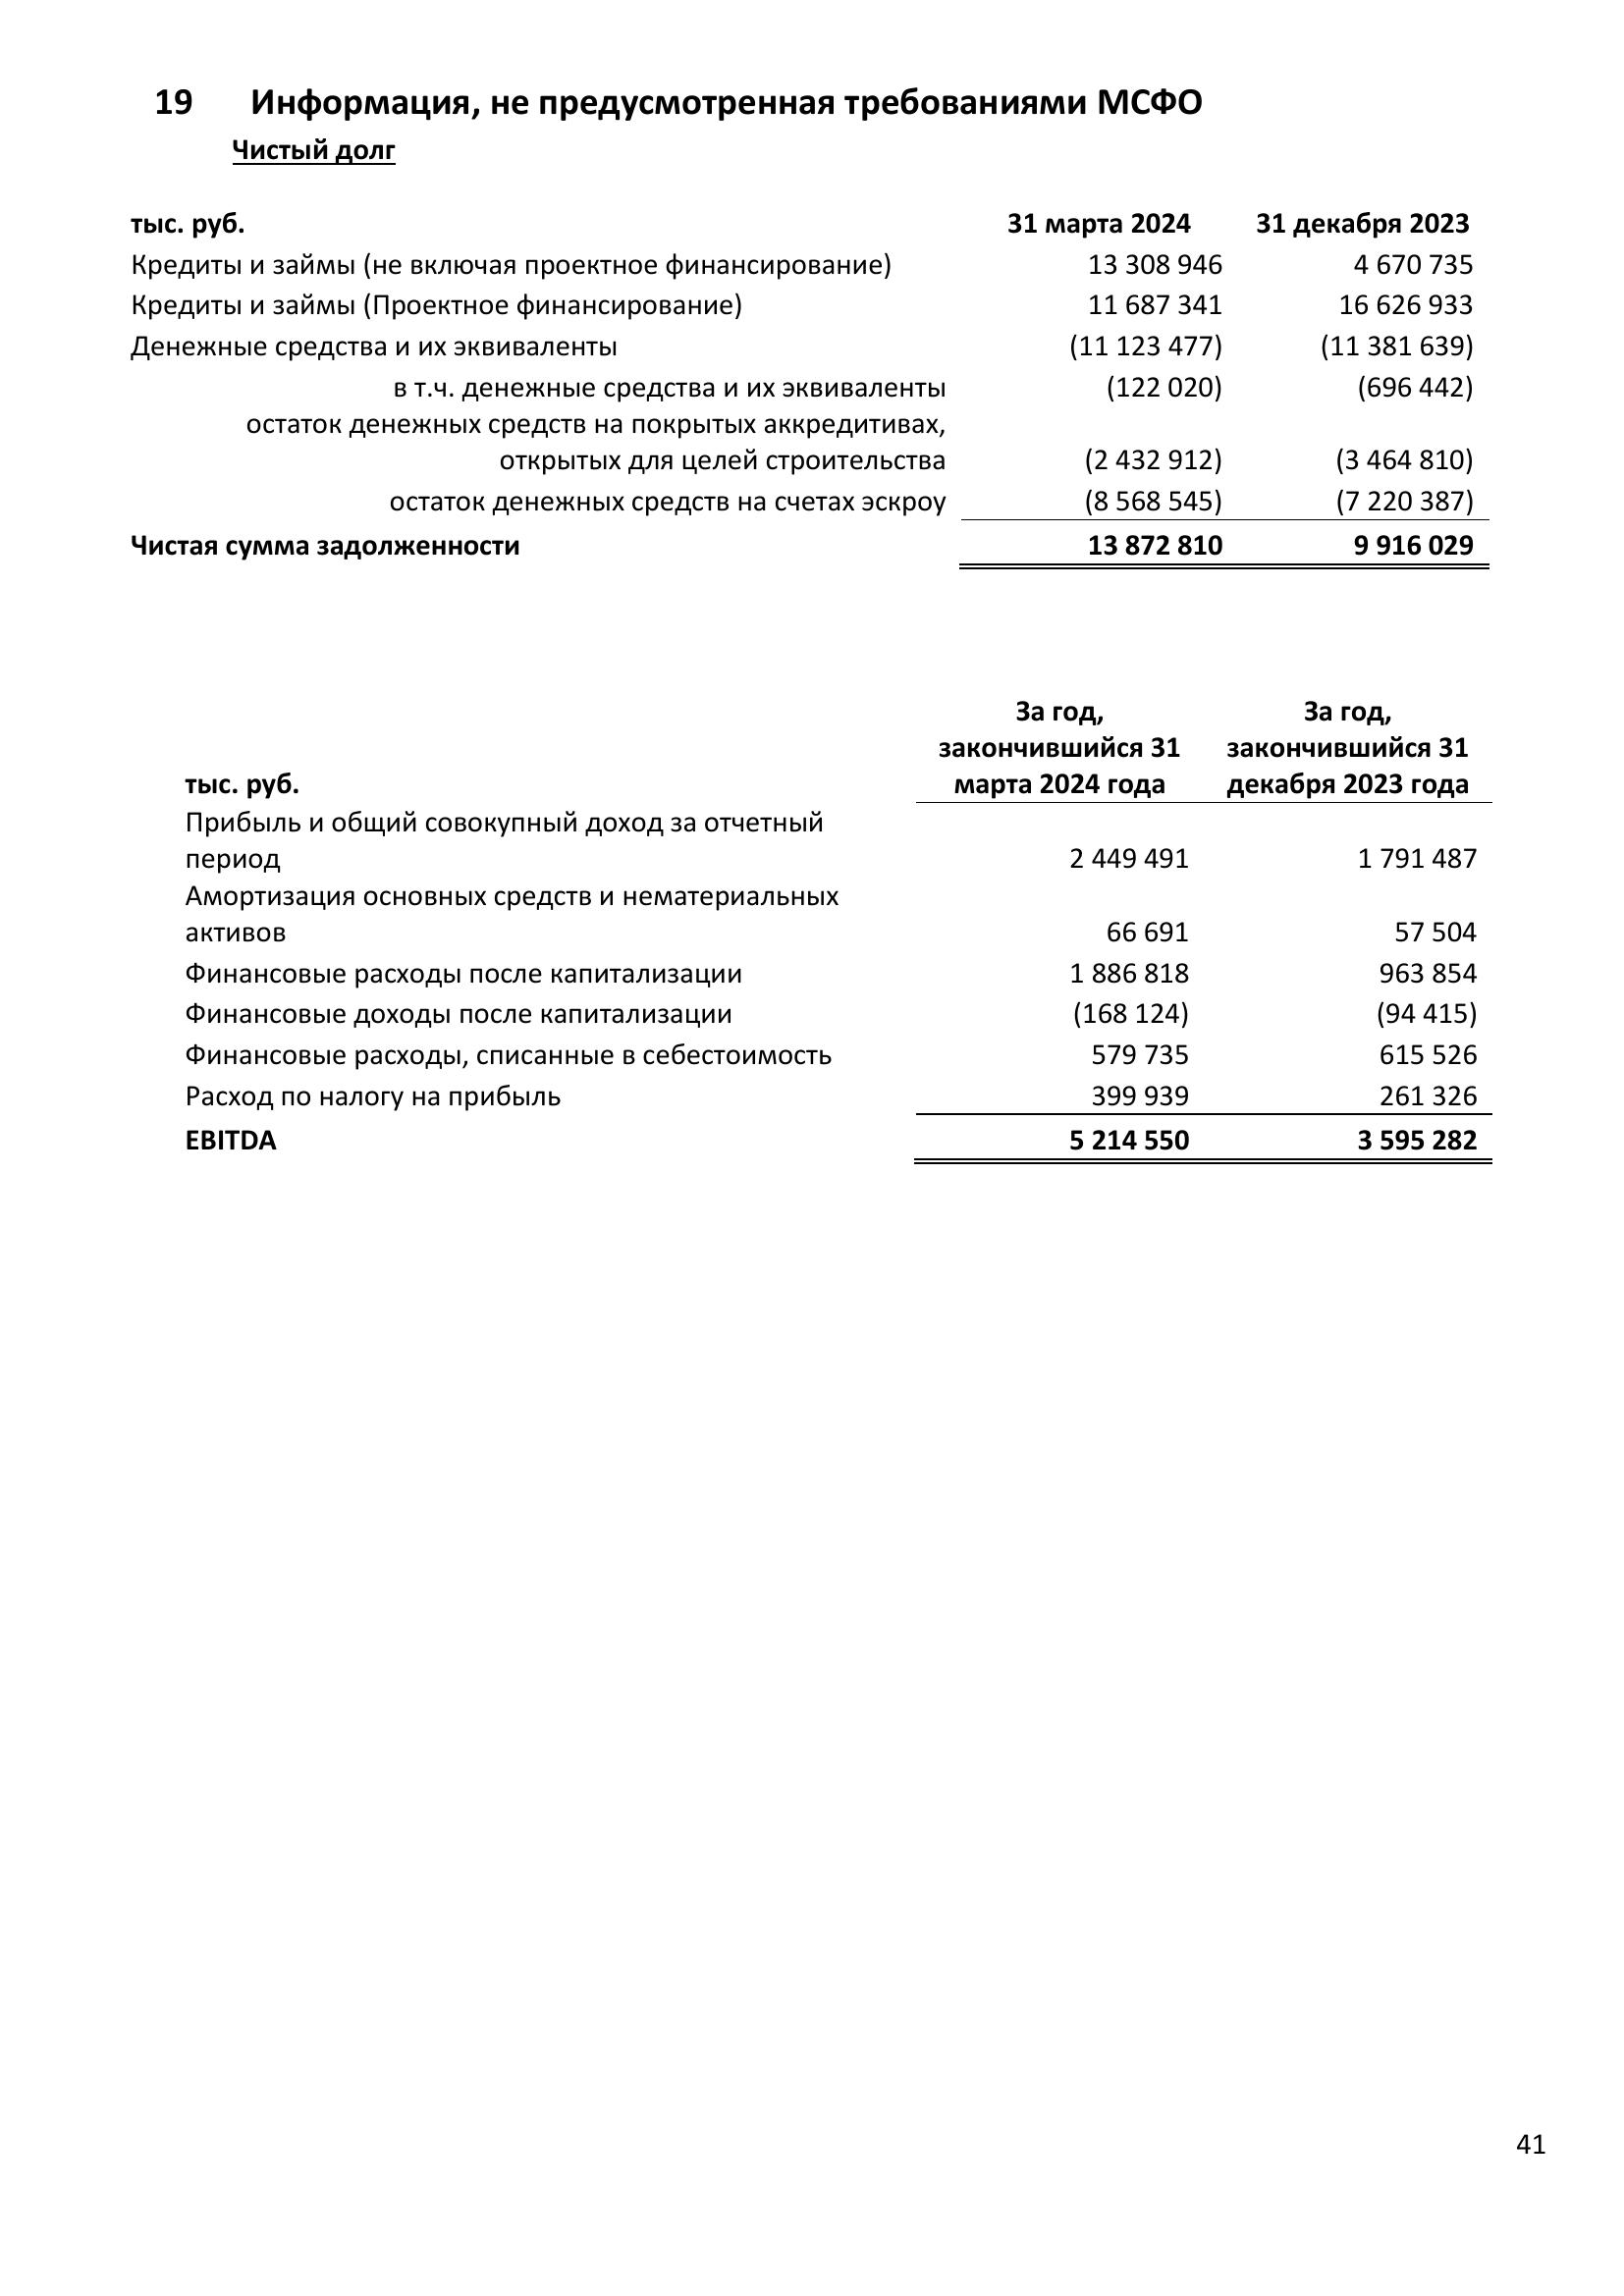 19 Информация, не предусмотренная требованиями МСФО
Чистый долг
тыс. руб. 31 марта 2024 31 декабря 2023
Кредиты и займы (не включая проектное финансирование) 13 308 946 4 670 735
Кредиты и займы (Проектное финансирование) 11 687 341 16 626 933
Денежные средства и их эквиваленты (11 123 477) (11 381 639)
в т.ч. денежные средства и их эквиваленты (122 020) (696 442)
остаток денежных средств на покрытых аккредитивах,
открытых для целей строительства (2 432 912) (3 464 810)
остаток денежных средств на счетах эскроу (8 568 545) (7 220 387)
Чистая сумма задолженности 13 872 810 9 916 029
За год, За год,
закончившийся 31 закончившийся 31
тыс. руб. марта 2024 года декабря 2023 года
Прибыль и общий совокупный доход за отчетный
период 2 449 491 1 791 487
Амортизация основных средств и нематериальных
активов 66 691 57 504
Финансовые расходы после капитализации 1 886 818 963 854
Финансовые доходы после капитализации (168 124) (94 415)
Финансовые расходы, списанные в себестоимость 579 735 615 526
Расход по налогу на прибыль 399 939 261 326
EBITDA 5 214 550 3 595 282
41